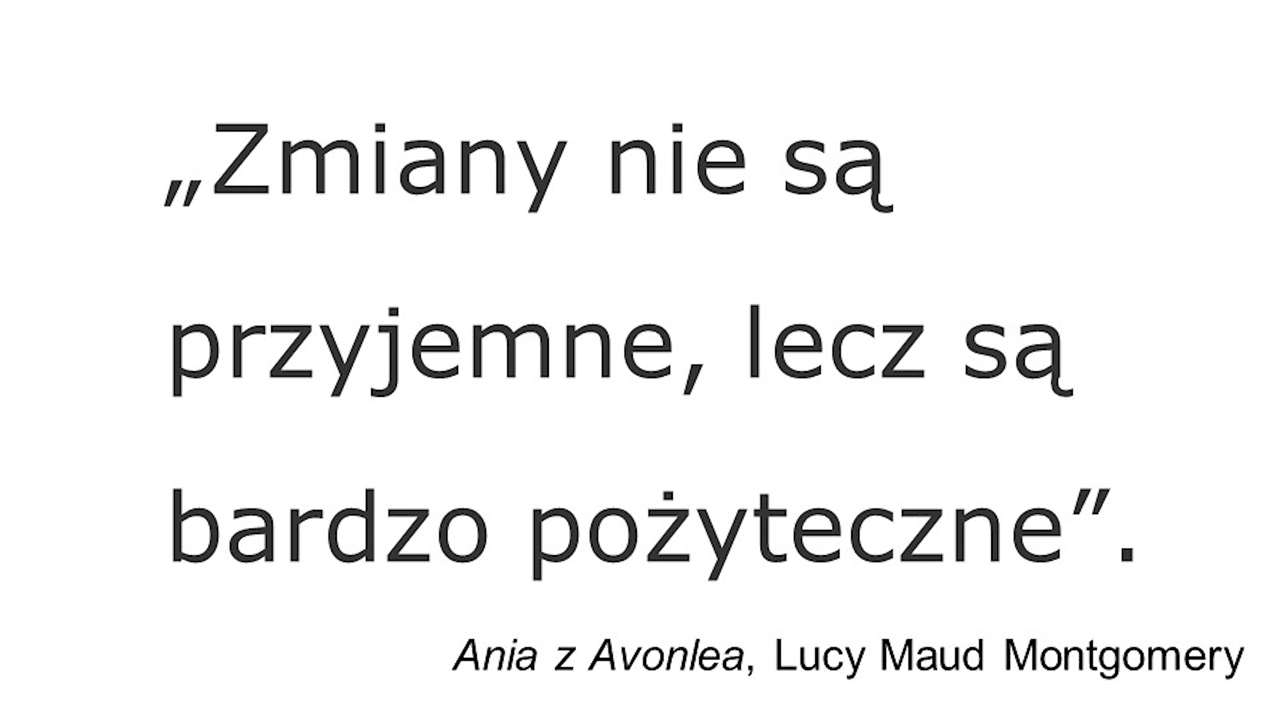 „Zmiany nie są
przyjemne, lecz są
bardzo pożyteczne”.
Ania z Avonlea, Lucy Maud Montgomery